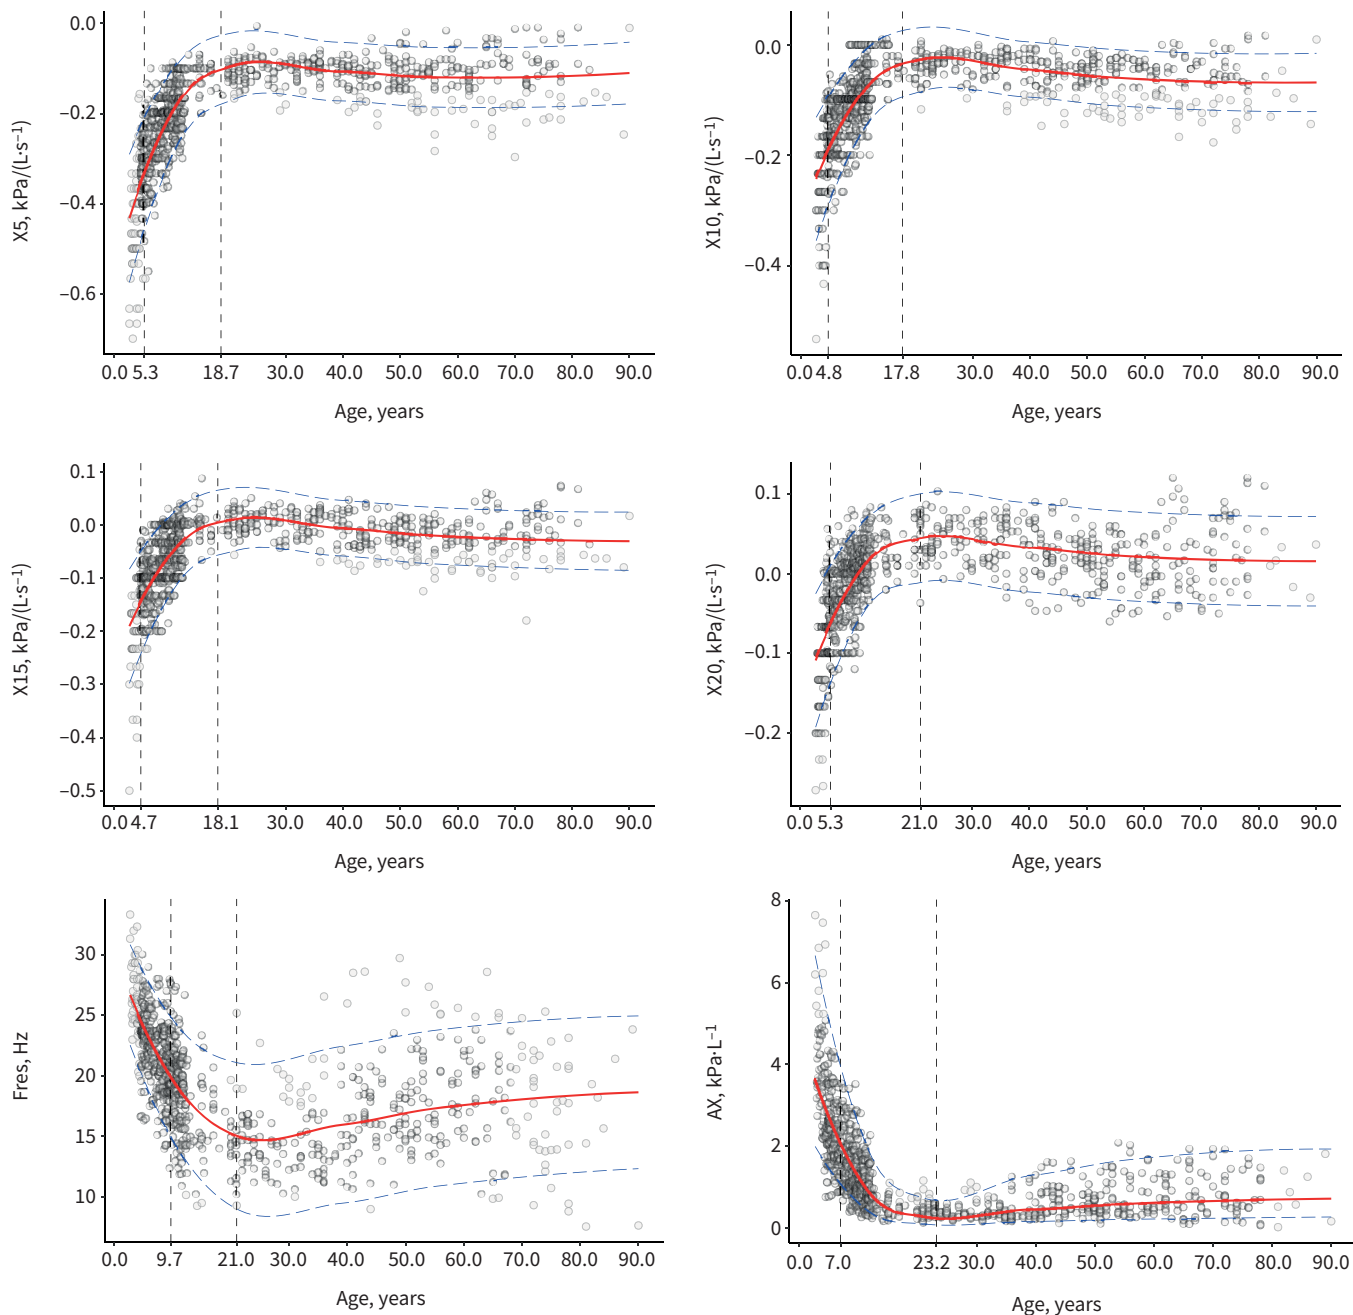 X5, kPa/(L·s⁻¹)
0.0
–0.2
–0.4
–0.6
0.0 5.3 18.7 30.0 40.0 50.0 60.0 70.0 80.0 90.0
Age, years
X10, kPa/(L·s⁻¹)
0.0
–0.2
–0.4
0.0 4.8 17.8 30.0 40.0 50.0 60.0 70.0 80.0 90.0
Age, years
X15, kPa/(L·s⁻¹)
0.1
0.0
–0.1
–0.2
–0.3
–0.4
–0.5
0.0 4.7 18.1 30.0 40.0 50.0 60.0 70.0 80.0 90.0
Age, years
X20, kPa/(L·s⁻¹)
0.1
0.0
–0.1
–0.2
0.0 5.3 21.0 30.0 40.0 50.0 60.0 70.0 80.0 90.0
Age, years
Fres, Hz
30
25
20
15
10
0.0 9.7 21.0 30.0 40.0 50.0 60.0 70.0 80.0 90.0
Age, years
AX, kPa·L⁻¹
8
6
4
2
0
0.0 7.0 23.2 30.0 40.0 50.0 60.0 70.0 80.0 90.0
Age, years